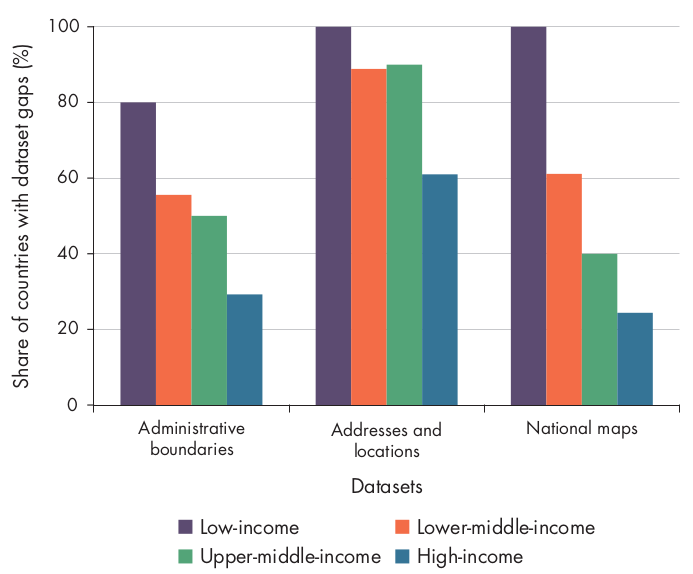 Share of countries with dataset gaps (%)
100
80
60
40
20
0
Administrative
boundaries
Addresses and
locations
National maps
Datasets
Low-income
Lower-middle-income
Upper-middle-income
High-income